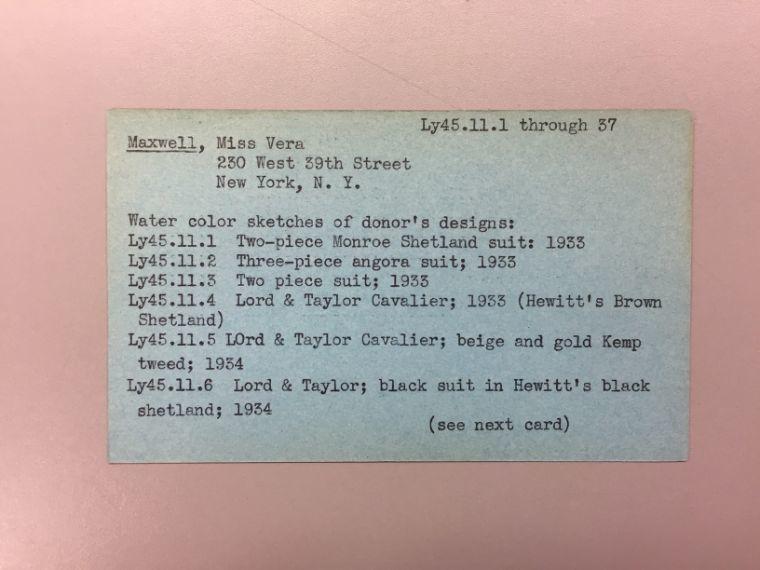 Ly45.11.1 through 37
Maxwell, Miss Vera
230 West 39th Street
New York, N. Y.
Water color sketches of donor's designs:
Ly45.11.1 Two-piece Monroe Shetland suit: 1933
Ly45.11.2 Three-piece angora suit; 1933
Ly45.11.3 Two piece suit; 1933
Ly45.11.4 Lord & Taylor Cavalier; 1933 (Hewitt's Brown
Shetland)
Ly45.11.5 LOrd & Taylor Cavalier; beige and gold Kemp
tweed; 1934
Ly45.11.6 Lord & Taylor; black suit in Hewitt's black
shetland; 1934
(see next card)